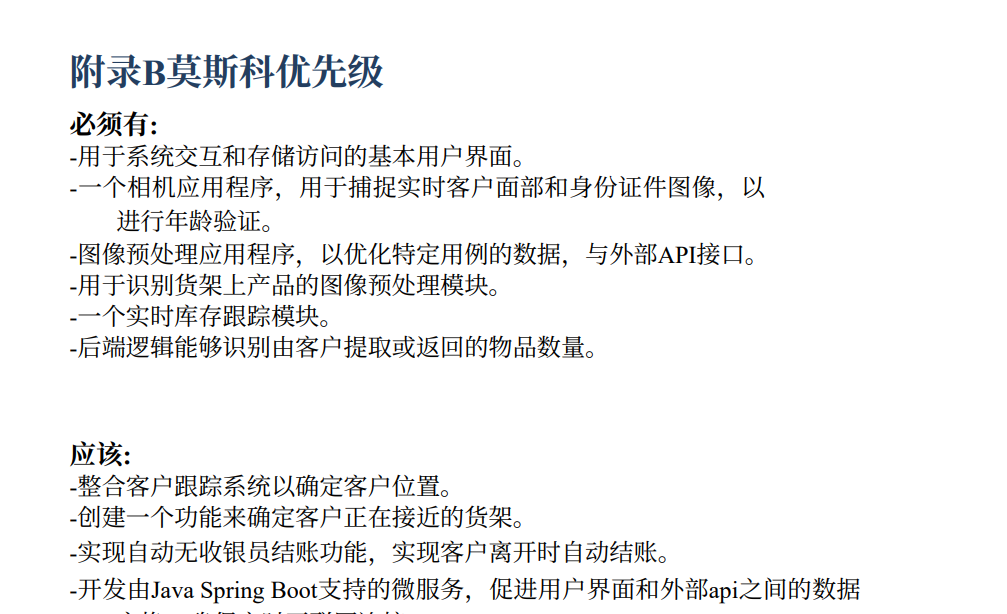 附录B莫斯科优先级
必须有:
-用于系统交互和存储访问的基本用户界面。
-一个相机应用程序，用于捕捉实时客户面部和身份证件图像，以
进行年龄验证。
-图像预处理应用程序，以优化特定用例的数据，与外部API接口。
-用于识别货架上产品的图像预处理模块。
-一个实时库存跟踪模块。
-后端逻辑能够识别由客户提取或返回的物品数量。
应该:
-整合客户跟踪系统以确定客户位置。
-创建一个功能来确定客户正在接近的货架。
-实现自动无收银员结账功能，实现客户离开时自动结账。
-开发由Java Spring Boot支持的微服务，促进用户界面和外部api之间的数据